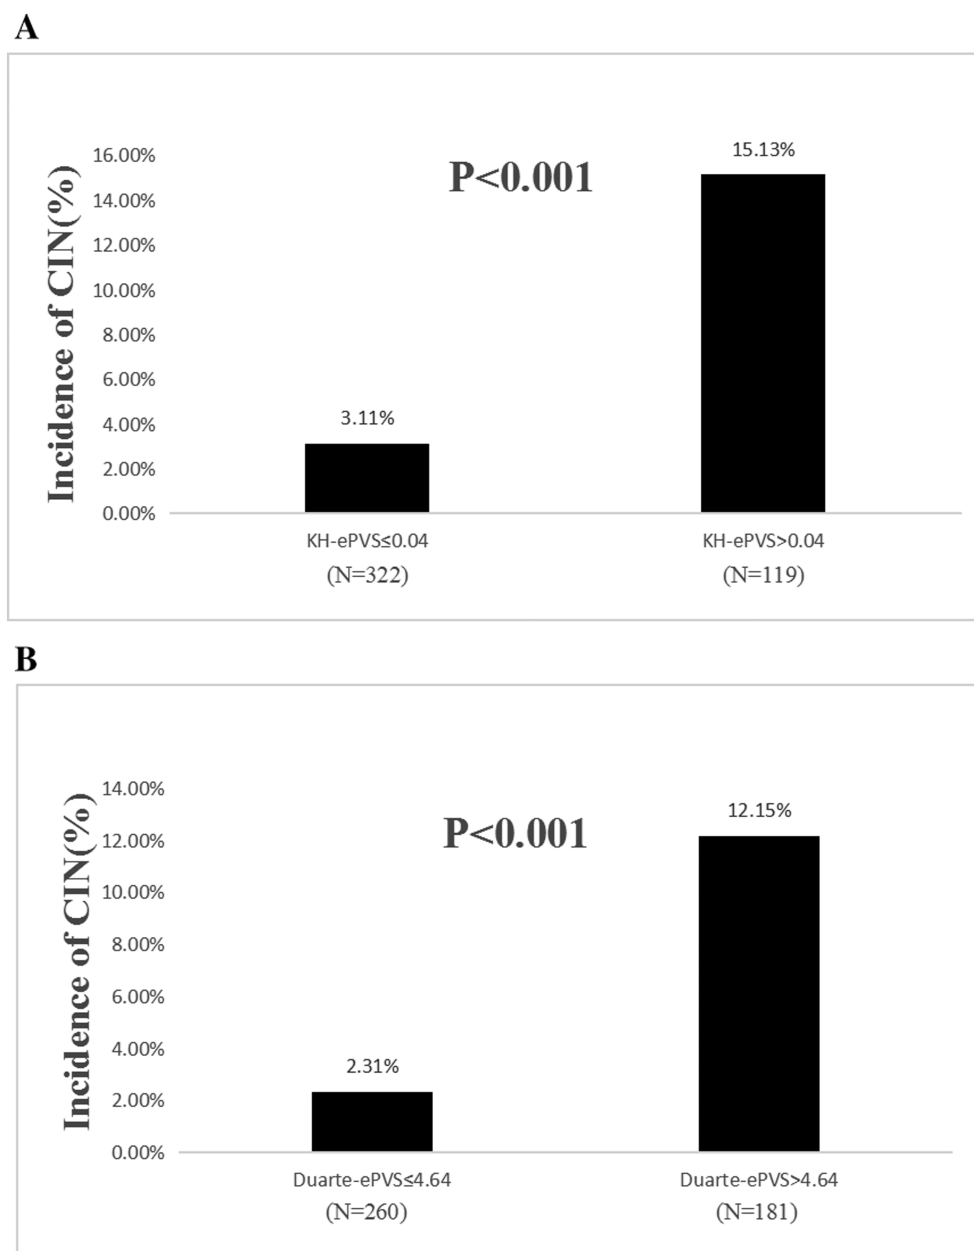 A
Incidence of CIN(%)
16.00%
14.00%
12.00%
10.00%
8.00%
6.00%
4.00%
2.00%
0.00%
P<0.001
3.11%
15.13%
KH-ePVS≤0.04
(N=322)
KH-ePVS>0.04
(N=119)
B
Incidence of CIN(%)
14.00%
12.00%
10.00%
8.00%
6.00%
4.00%
2.00%
0.00%
P<0.001
2.31%
12.15%
Duarte-ePVS≤4.64
(N=260)
Duarte-ePVS>4.64
(N=181)